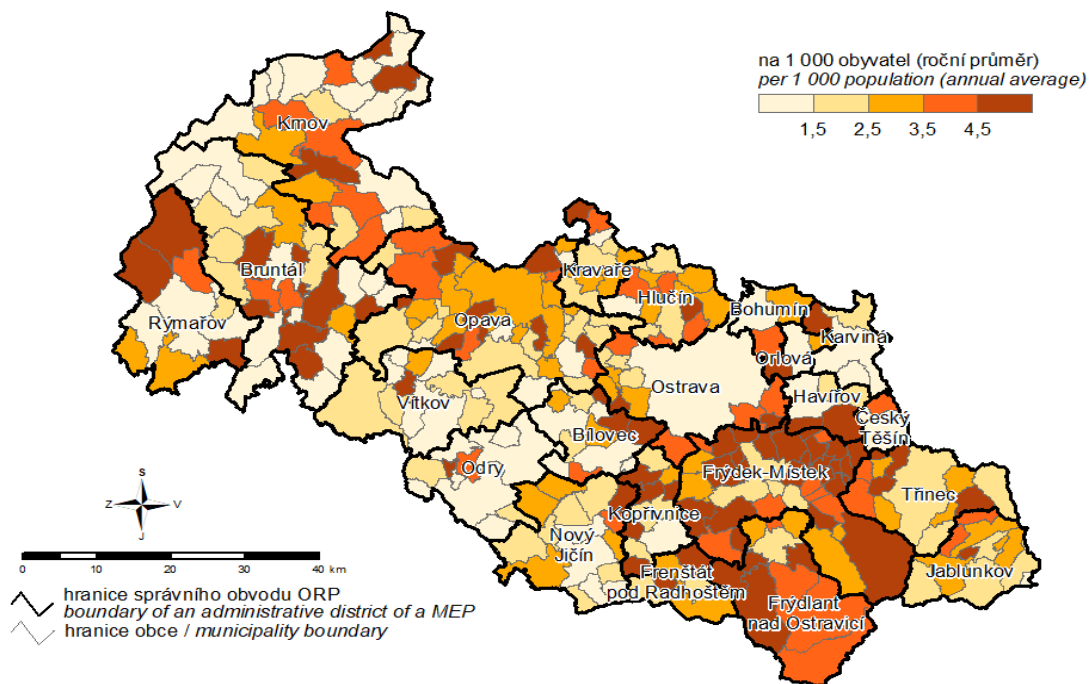 na 1 000 obyvatel (roční průměr)
per 1 000 population (annual average)
1,5 2,5 3,5 4,5
Krnov
Bruntál
Rýmařov
Opava
Kravaře
Hlučín
Bohumín
Karviná
Orlová
Ostrava
Havířov
Český
Těšín
Vítkov
Bílovec
Odry
Frýdek-Místek
Třinec
Kopřivnice
Nový
Jičín
Jablunkov
Frenštát
pod Radhoštěm
Frýdlant
nad Ostravicí
S
Z V
J
0 10 20 30 40 km
hranice správního obvodu ORP
boundary of an administrative district of a MEP
hranice obce / municipality boundary